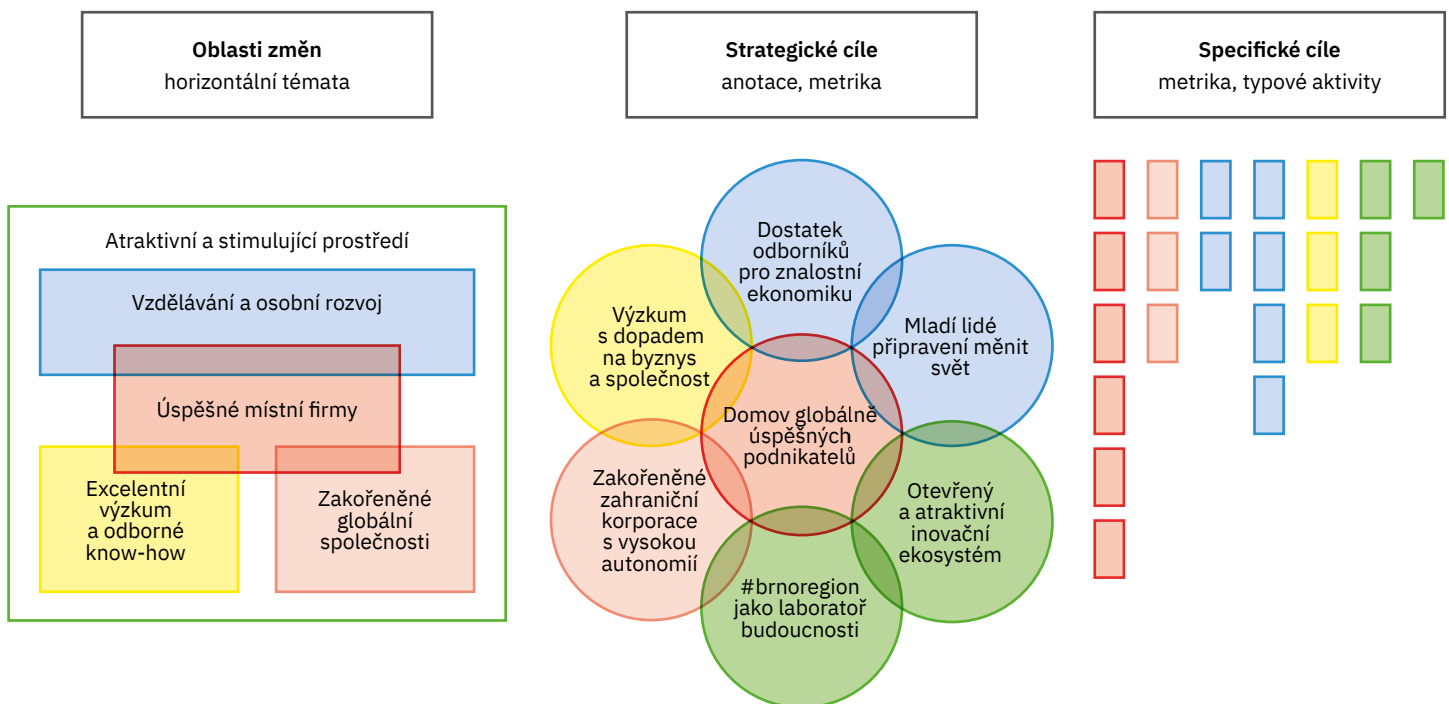 Oblasti změn
horizontální témata
Strategické cíle
anotace, metrika
Specifické cíle
metrika, typové aktivity
Atraktivní a stimulující prostředí
Vzdělávání a osobní rozvoj
Úspěšné místní firmy
Excelentní
výzkum
a odborné
know-how
Zakořeněné
globální
společnosti
Dostatek
odborníků
pro znalostní
ekonomiku
Výzkum
s dopadem
na byznys
a společnost
Mladí lidé
připravení měnit
svět
Domov globálně
úspěšných
podnikatelů
Zakořeněné
zahraniční
korporace
s vysokou
autonomií
Otevřený
a atraktivní
inovační
ekosystém
#brnoregion
jako laboratoř
budoucnosti